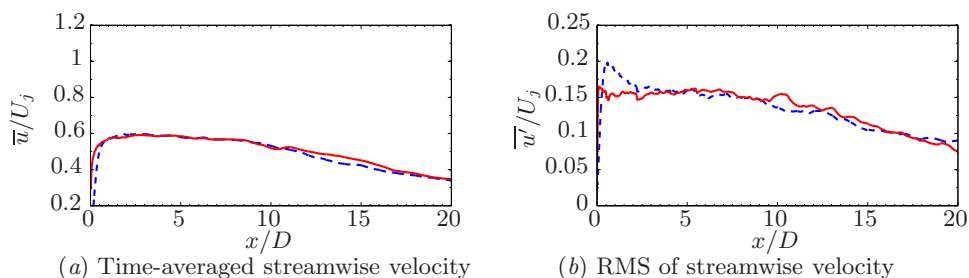 1.2
1
0.8
0.6
0.4
0.2
0 5 10 15 20
u̅/U_j
x/D
(a) Time-averaged streamwise velocity
0.25
0.2
0.15
0.1
0.05
0
0 5 10 15 20
u̅'/U_j
x/D
(b) RMS of streamwise velocity